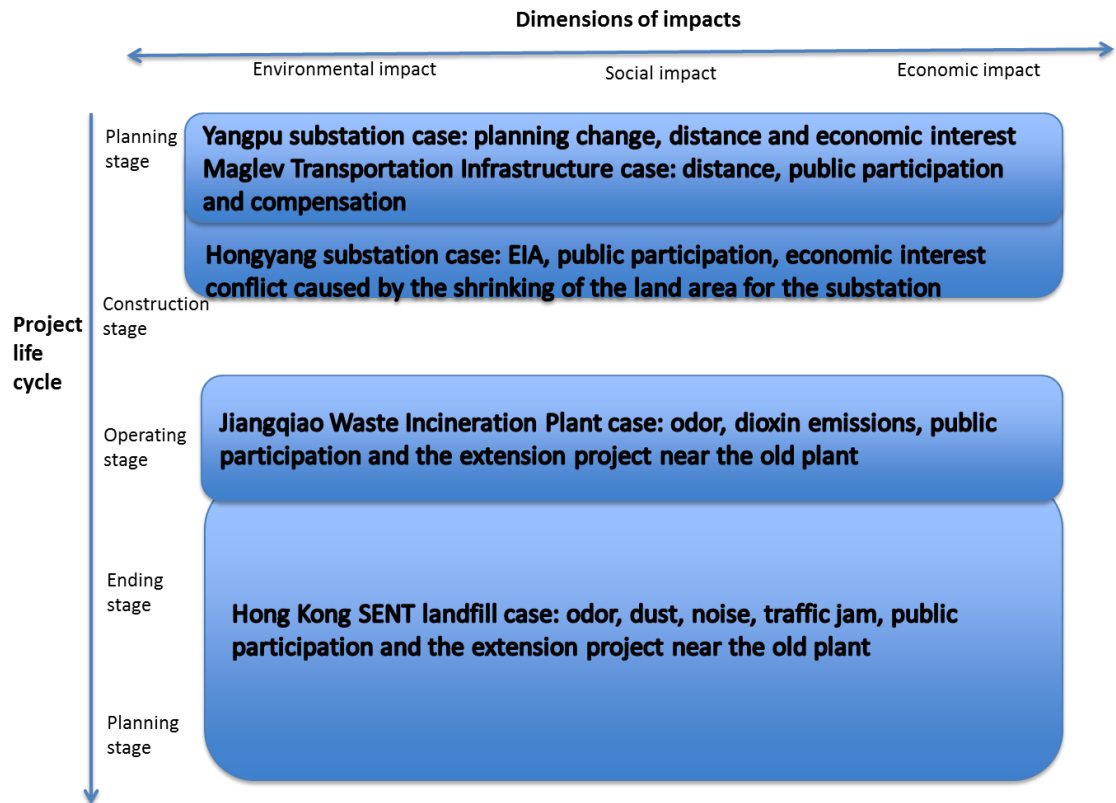 Dimensions of impacts
Environmental impact
Social impact
Economic impact
Planning
stage
Yangpu substation case: planning change, distance and economic interest
Maglev Transportation Infrastructure case: distance, public participation
and compensation
Hongyang substation case: EIA, public participation, economic interest
conflict caused by the shrinking of the land area for the substation
Construction
stage
Project
life
cycle
Operating
stage
Jiangqiao Waste Incineration Plant case: odor, dioxin emissions, public
participation and the extension project near the old plant
Ending
stage
Hong Kong SENT landfill case: odor, dust, noise, traffic jam, public
participation and the extension project near the old plant
Planning
stage